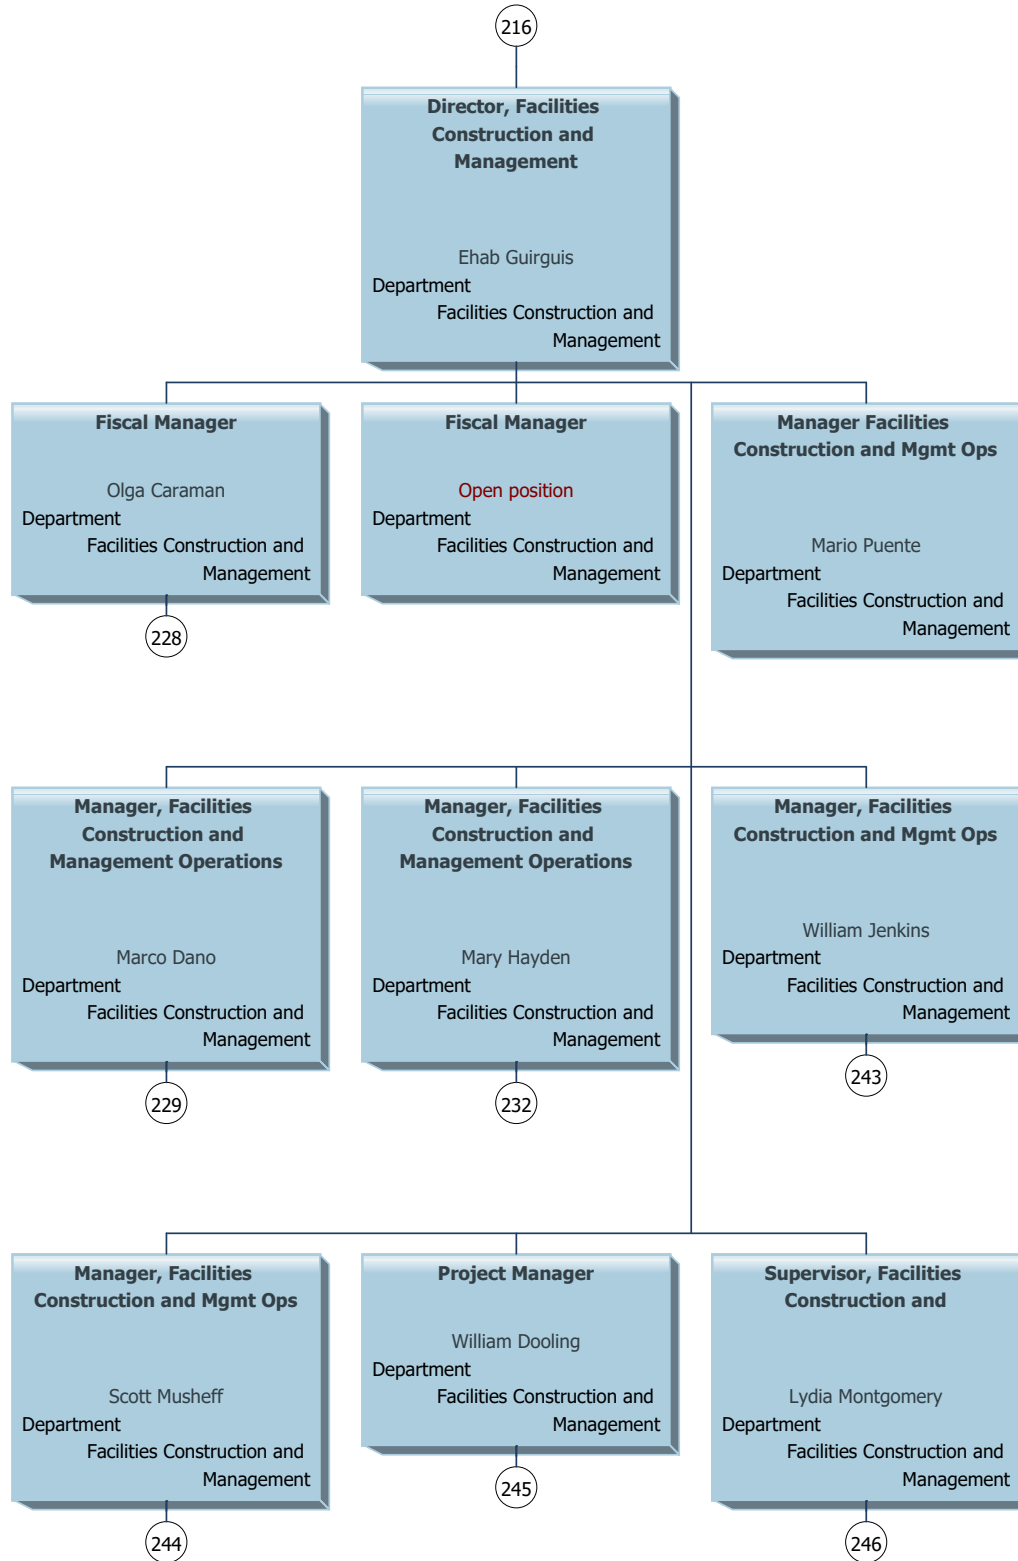 216
Director, Facilities
Construction and
Management
Ehab Guirguis
Department
Facilities Construction and
Management
Fiscal Manager
Olga Caraman
Department
Facilities Construction and
Management
228
Fiscal Manager
Open position
Department
Facilities Construction and
Management
Manager Facilities
Construction and Mgmt Ops
Mario Puente
Department
Facilities Construction and
Management
Manager, Facilities
Construction and
Management Operations
Marco Dano
Department
Facilities Construction and
Management
229
Manager, Facilities
Construction and
Management Operations
Mary Hayden
Department
Facilities Construction and
Management
232
Manager, Facilities
Construction and Mgmt Ops
William Jenkins
Department
Facilities Construction and
Management
243
Manager, Facilities
Construction and Mgmt Ops
Scott Musheff
Department
Facilities Construction and
Management
244
Project Manager
William Dooling
Department
Facilities Construction and
Management
245
Supervisor, Facilities
Construction and
Lydia Montgomery
Department
Facilities Construction and
Management
246